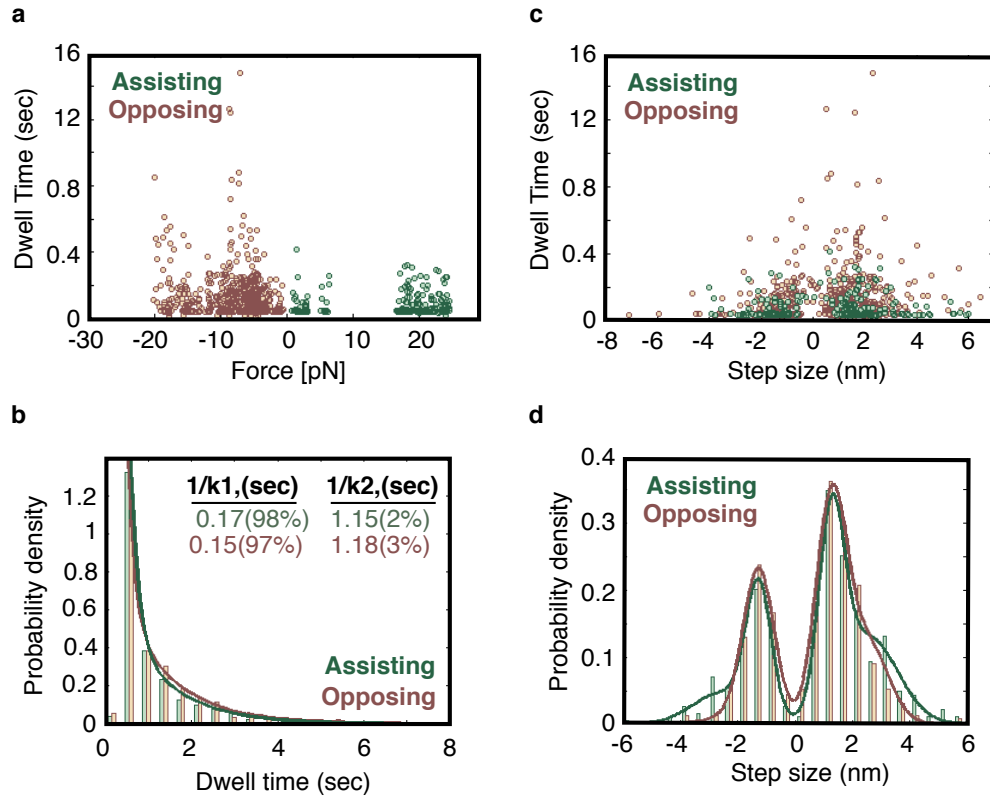 a
16
12
0.8
0.4
0
Dwell Time (sec)
Assisting
Opposing
-30
-20
-10
0
10
20
Force [pN]
c
16
12
0.8
0.4
0
Dwell Time (sec)
Assisting
Opposing
-8
-6
-4
-2
0
2
4
6
Step size (nm)
b
1.2
1
0.8
0.6
0.4
0.2
0
Probability density
1/k1,(sec) 1/k2,(sec)
0.17(98%) 1.15(2%)
0.15(97%) 1.18(3%)
Assisting
Opposing
0
2
4
6
8
Dwell time (sec)
d
0.4
0.3
0.2
0.1
0
Probability density
Assisting
Opposing
-6
-4
-2
0
2
4
6
Step size (nm)